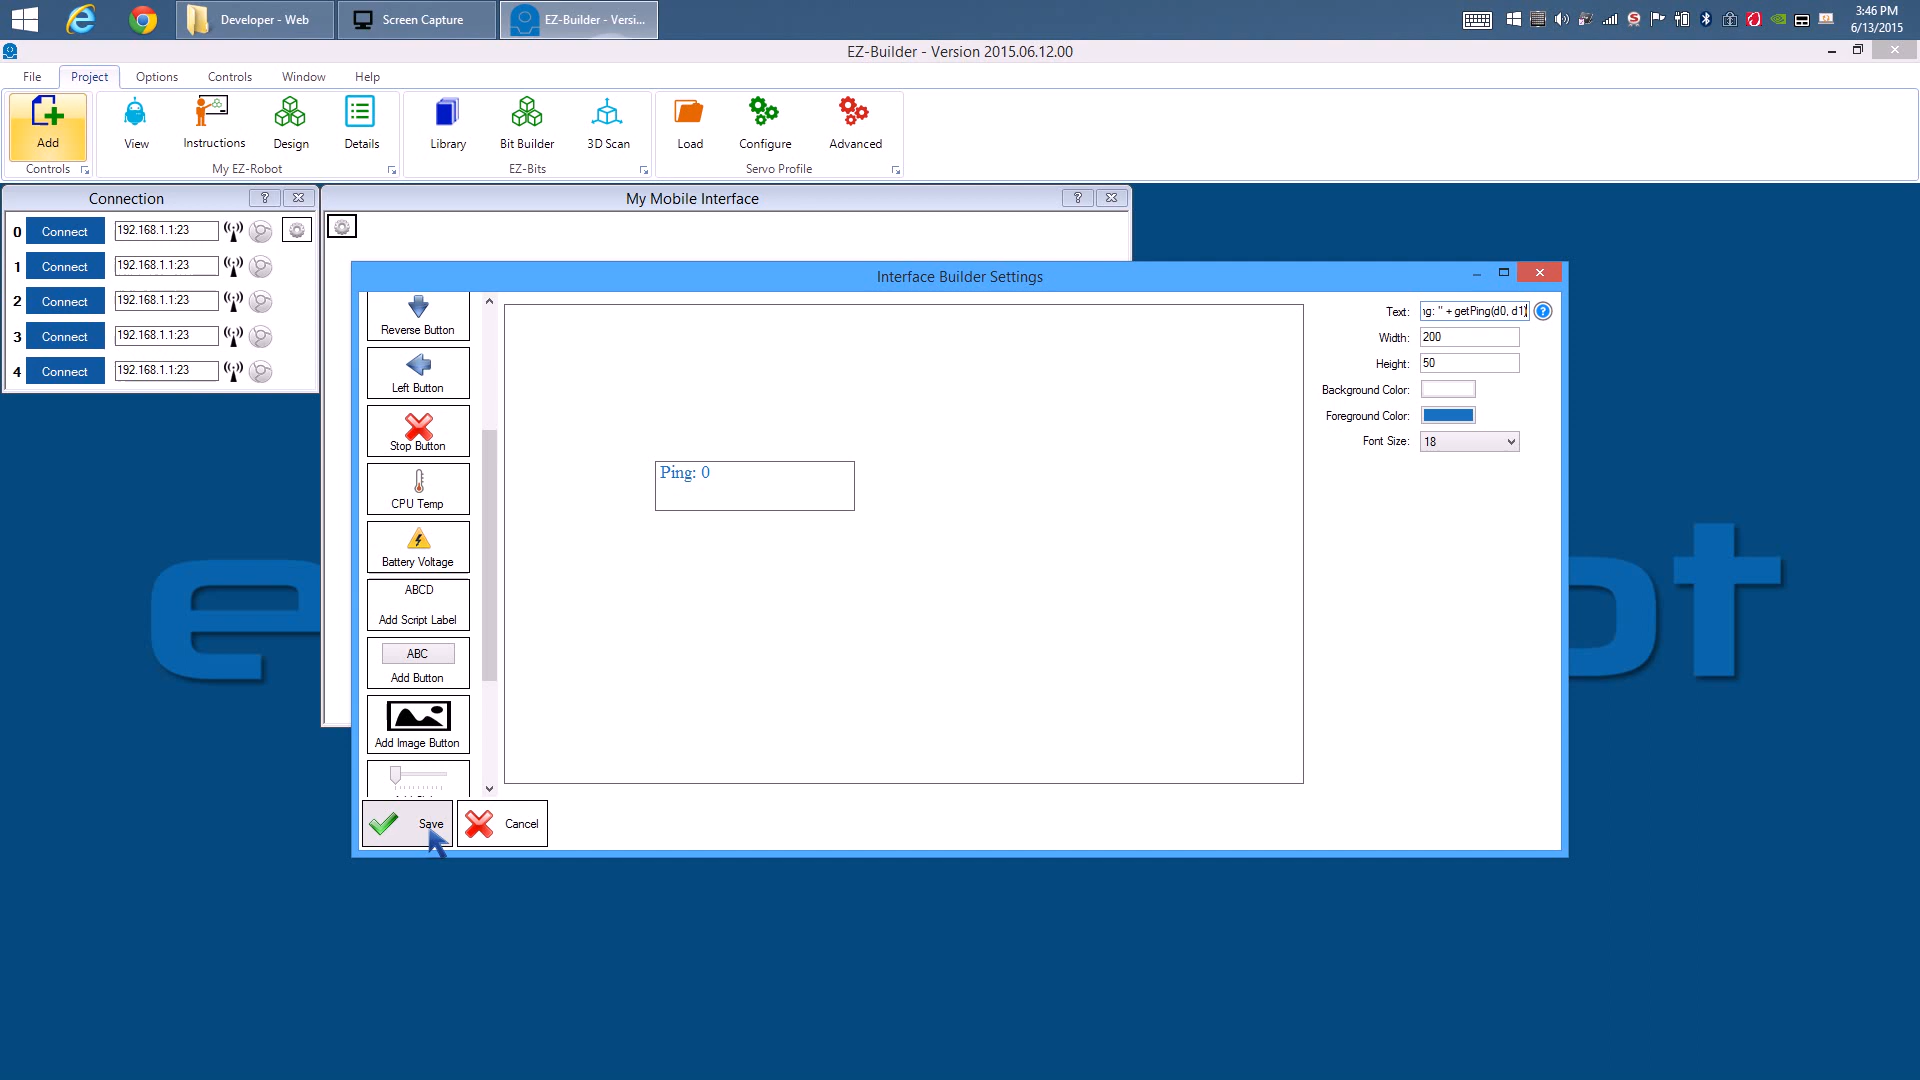 Developer - Web
Screen Capture
EZ-Builder - Versi...
3:46 PM
6/13/2015
EZ-Builder - Version 2015.06.12.00
File
Project
Options
Controls
Window
Help
Add
View
Instructions
Design
Details
Library
Bit Builder
3D Scan
Load
Configure
Advanced
Controls
My EZ-Robot
EZ-Bits
Servo Profile
Connection
?
0 Connect 192.168.1.1:23
1 Connect 192.168.1.1:23
2 Connect 192.168.1.1:23
3 Connect 192.168.1.1:23
4 Connect 192.168.1.1:23
My Mobile Interface
?
Interface Builder Settings
Reverse Button
Left Button
Stop Button
CPU Temp
Battery Voltage
ABCD
Add Script Label
ABC
Add Button
Add Image Button
Ping: 0
Text: ng: " + getPing(d0, d1)
?
Width: 200
Height: 50
Background Color:
Foreground Color:
Font Size: 18
Save
Cancel
e
ot